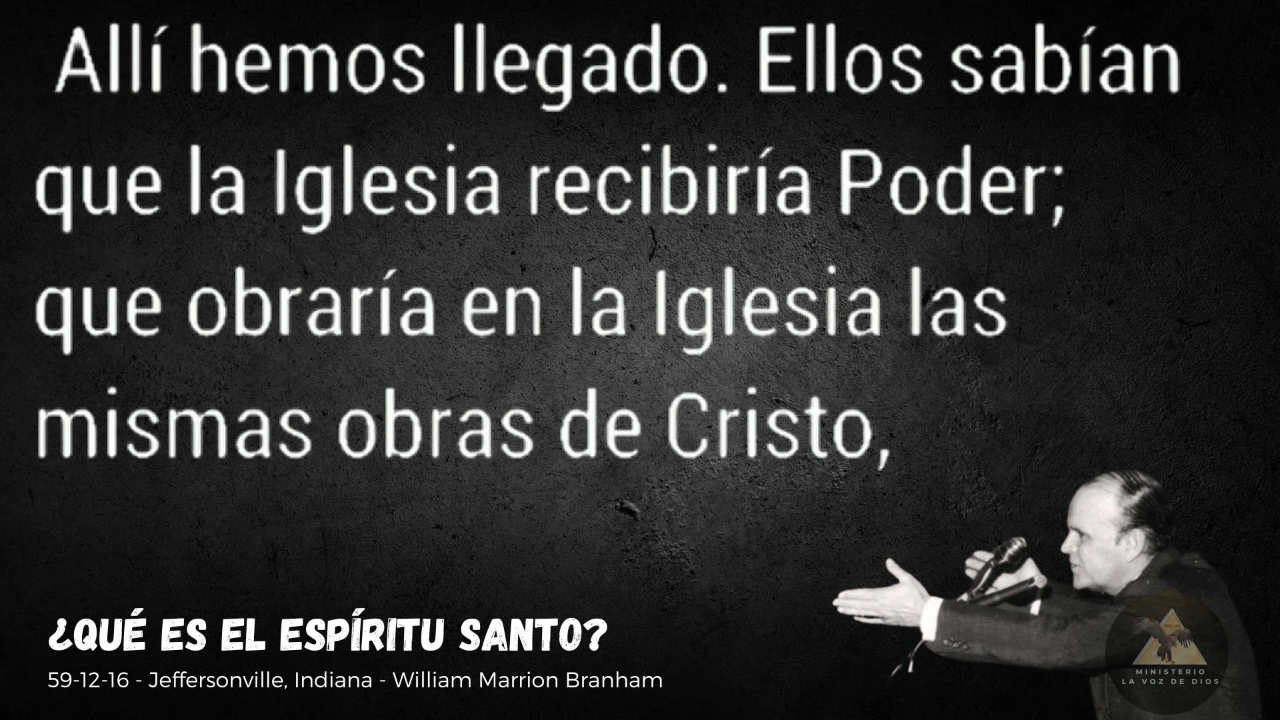 Allí hemos llegado. Ellos sabían
que la Iglesia recibiría Poder;
que obraría en la Iglesia las
mismas obras de Cristo,
¿QUÉ ES EL ESPÍRITU SANTO?
59-12-16 - Jeffersonville, Indiana - William Marrion Branham
MINISTERIO
LA VOZ DE DIOS